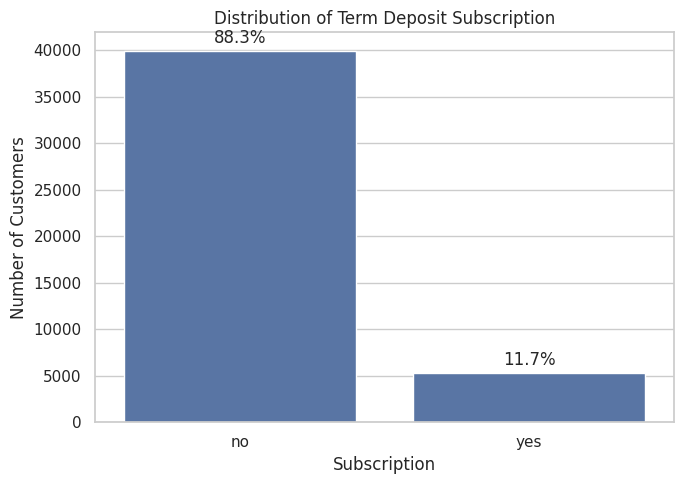 Distribution of Term Deposit Subscription
88.3%
40000
35000
30000
25000
20000
15000
10000
5000
0
11.7%
Number of Customers
no
yes
Subscription